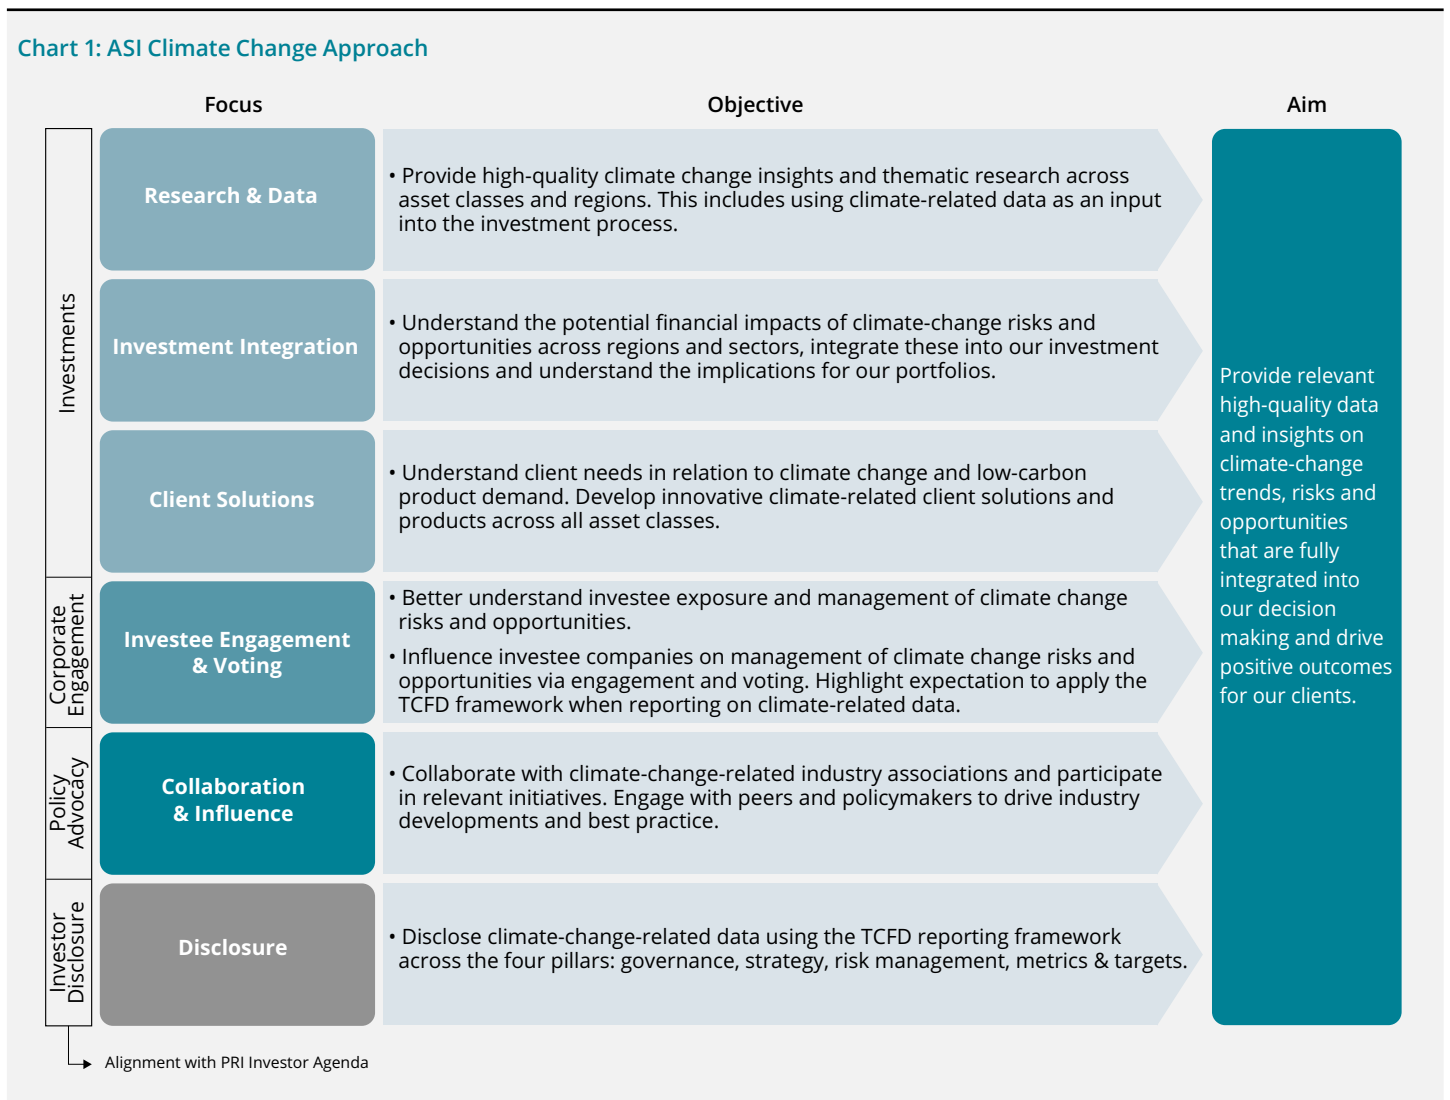 Chart 1: ASI Climate Change Approach
Focus
Objective
Aim
Investments
Research & Data
• Provide high-quality climate change insights and thematic research across
asset classes and regions. This includes using climate-related data as an input
into the investment process.
Investment Integration
• Understand the potential financial impacts of climate-change risks and
opportunities across regions and sectors, integrate these into our investment
decisions and understand the implications for our portfolios.
Client Solutions
• Understand client needs in relation to climate change and low-carbon
product demand. Develop innovative climate-related client solutions and
products across all asset classes.
Corporate
Engagement
Investee Engagement
& Voting
• Better understand investee exposure and management of climate change
risks and opportunities.
• Influence investee companies on management of climate change risks and
opportunities via engagement and voting. Highlight expectation to apply the
TCFD framework when reporting on climate-related data.
Policy
Advocacy
Collaboration
& Influence
• Collaborate with climate-change-related industry associations and participate
in relevant initiatives. Engage with peers and policymakers to drive industry
developments and best practice.
Investor
Disclosure
Disclosure
• Disclose climate-change-related data using the TCFD reporting framework
across the four pillars: governance, strategy, risk management, metrics & targets.
Provide relevant
high-quality data
and insights on
climate-change
trends, risks and
opportunities
that are fully
integrated into
our decision
making and drive
positive outcomes
for our clients.
Alignment with PRI Investor Agenda